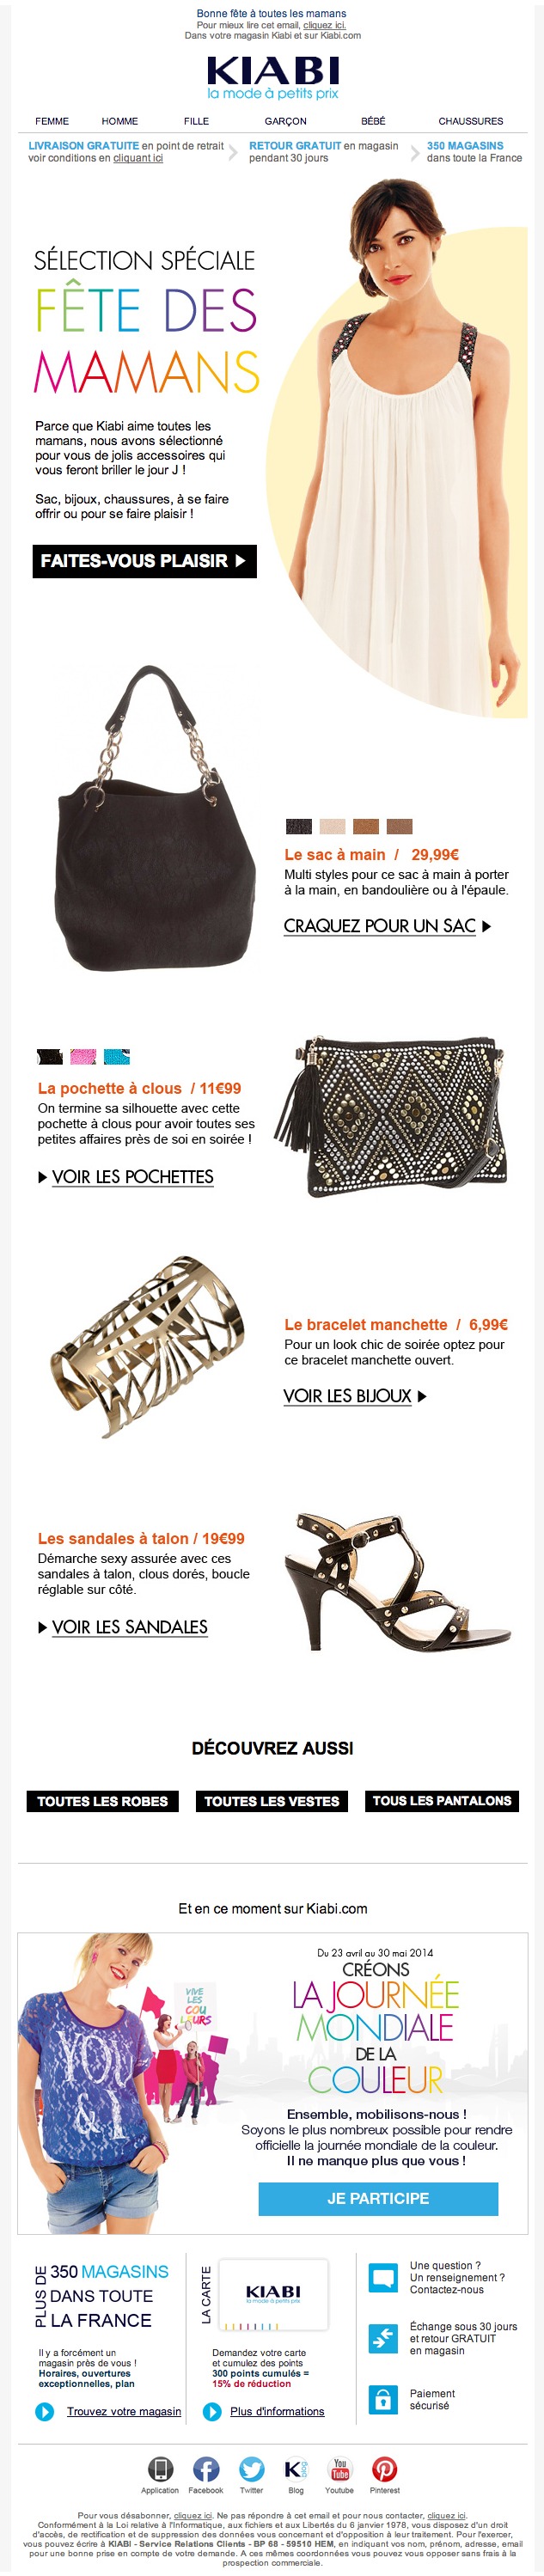 Bonne fête à toutes les mamans
Pour mieux lire cet email, cliquez ici.
Dans votre magasin Kiabi et sur Kiabi.com
KIABI
la mode à petits prix
FEMME HOMME FILLE GARÇON BÉBÉ CHAUSSURES
LIVRAISON GRATUITE en point de retrait
voir conditions en cliquant ici
RETOUR GRATUIT en magasin
pendant 30 jours
350 MAGASINS
dans toute la France
SÉLECTION SPÉCIALE
FÊTE DES
MAMANS
Parce que Kiabi aime toutes les
mamans, nous avons sélectionné
pour vous de jolis accessoires qui
vous feront briller le jour J !
Sac, bijoux, chaussures, à se faire
offrir ou pour se faire plaisir !
FAITES-VOUS PLAISIR
Le sac à main / 29,99€
Multi styles pour ce sac à main à porter
à la main, en bandoulière ou à l'épaule.
CRAQUEZ POUR UN SAC
La pochette à clous / 11€99
On termine sa silhouette avec cette
pochette à clous pour avoir toutes ses
petites affaires près de soi en soirée !
VOIR LES POCHETTES
Le bracelet manchette / 6,99€
Pour un look chic de soirée optez pour
ce bracelet manchette ouvert.
VOIR LES BIJOUX
Les sandales à talon / 19€99
Démarche sexy assurée avec ces
sandales à talon, clous dorés, boucle
réglable sur côté.
VOIR LES SANDALES
DÉCOUVREZ AUSSI
TOUTES LES ROBES TOUTES LES VESTES TOUS LES PANTALONS
Et en ce moment sur Kiabi.com
YOU
& I
VIVE
LES
COU
LEURS
Du 23 avril au 30 mai 2014
CRÉONS
LA JOURNÉE
MONDIALE
DE LA
COULEUR
Ensemble, mobilisons-nous !
Soyons le plus nombreux possible pour rendre
officielle la journée mondiale de la couleur.
Il ne manque plus que vous !
JE PARTICIPE
PLUS DE
350 MAGASINS
DANS TOUTE
LA FRANCE
Il y a forcément un
magasin près de vous !
Horaires, ouvertures
exceptionnelles, plan
Trouvez votre magasin
LA CARTE
KIABI
la mode à petits prix
Demandez votre carte
et cumulez des points
300 points cumulés =
15% de réduction
Plus d'informations
Une question ?
Un renseignement ?
Contactez-nous
Échange sous 30 jours
et retour GRATUIT
en magasin
Paiement
sécurisé
K blog
You
Tube
Application Facebook Twitter Blog Youtube Pinterest
Pour vous désabonner, cliquez ici. Ne pas répondre à cet email et pour nous contacter, cliquez ici.
Conformément à la Loi relative à l'Informatique, aux fichiers et aux Libertés du 6 janvier 1978, vous disposez d'un droit
d'accès, de rectification et de suppression des données vous concernant et d'opposition à leur traitement. Pour l'exercer,
vous pouvez écrire à KIABI - Service Relations Clients - BP 68 - 59510 HEM, en indiquant vos nom, prénom, adresse, email
pour une bonne prise en compte de votre demande. A ces mêmes coordonnées vous pouvez vous opposer sans frais à la
prospection commerciale.